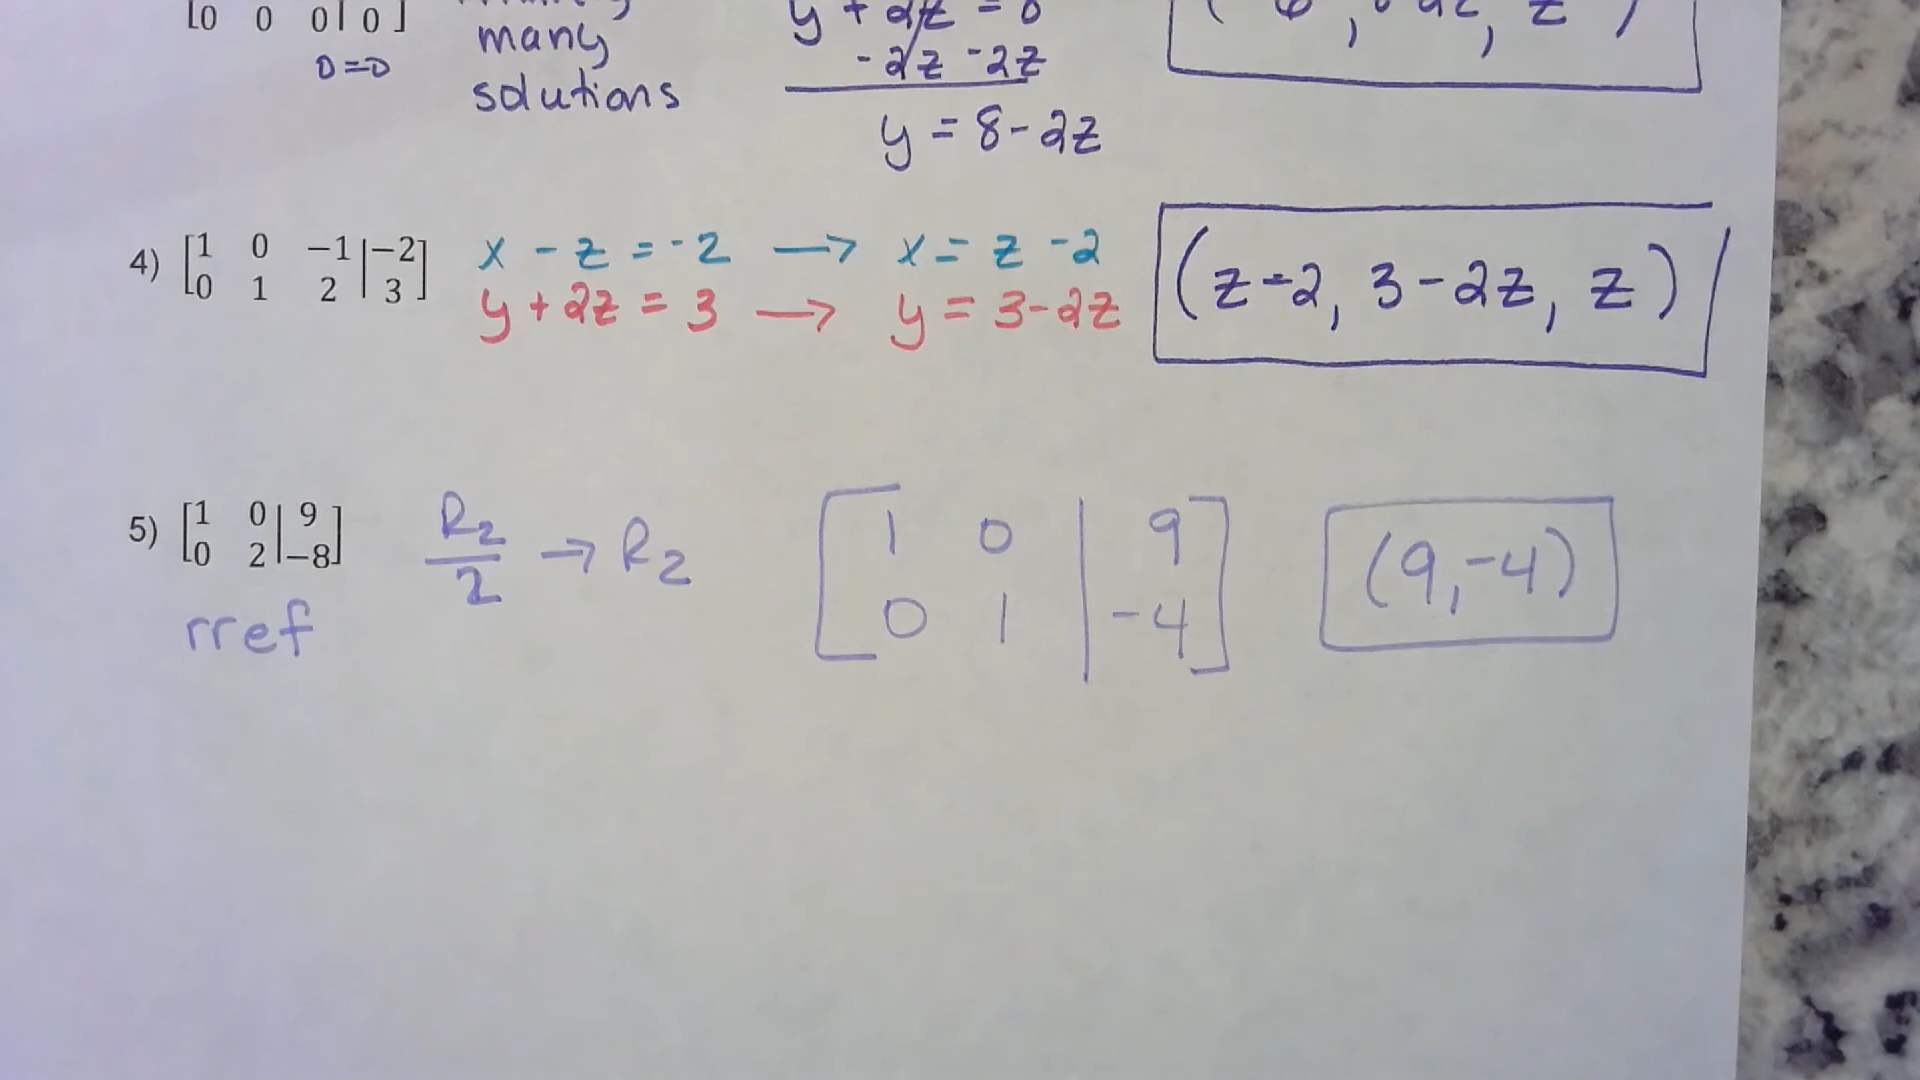 [0 0 0 | 0]
many
0=0
solutions
-2z -2z
y = 8-2z
4) [1 0 −1 | −2]
[0 1 2 | 3]
x - z = -2 → x = z -2
y + 2z = 3 → y = 3-2z
(z-2, 3-2z, z)
5) [1 0 | 9]
[0 2 | −8]
rref
R2/2 → R2
[1 0 | 9]
[0 1 | -4]
(9,-4)